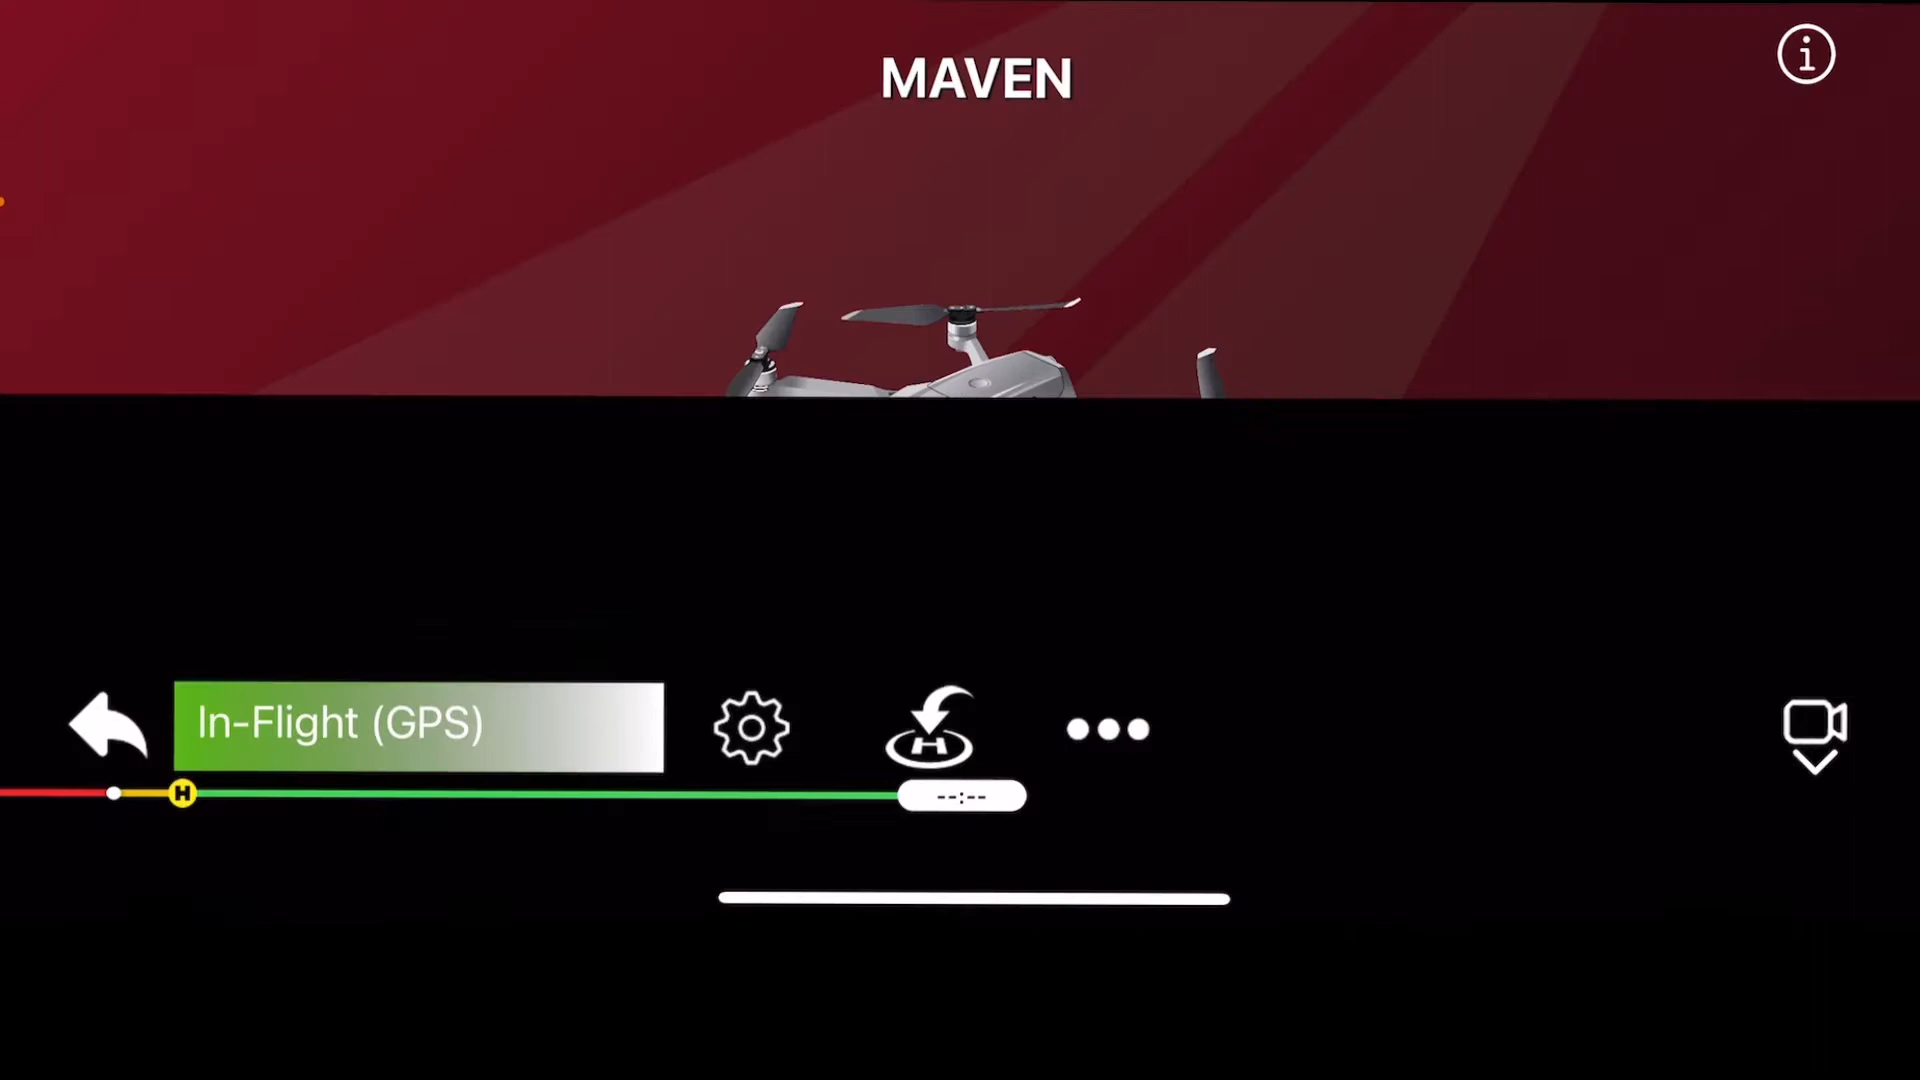 MAVEN
In-Flight (GPS)
H
H
--:--